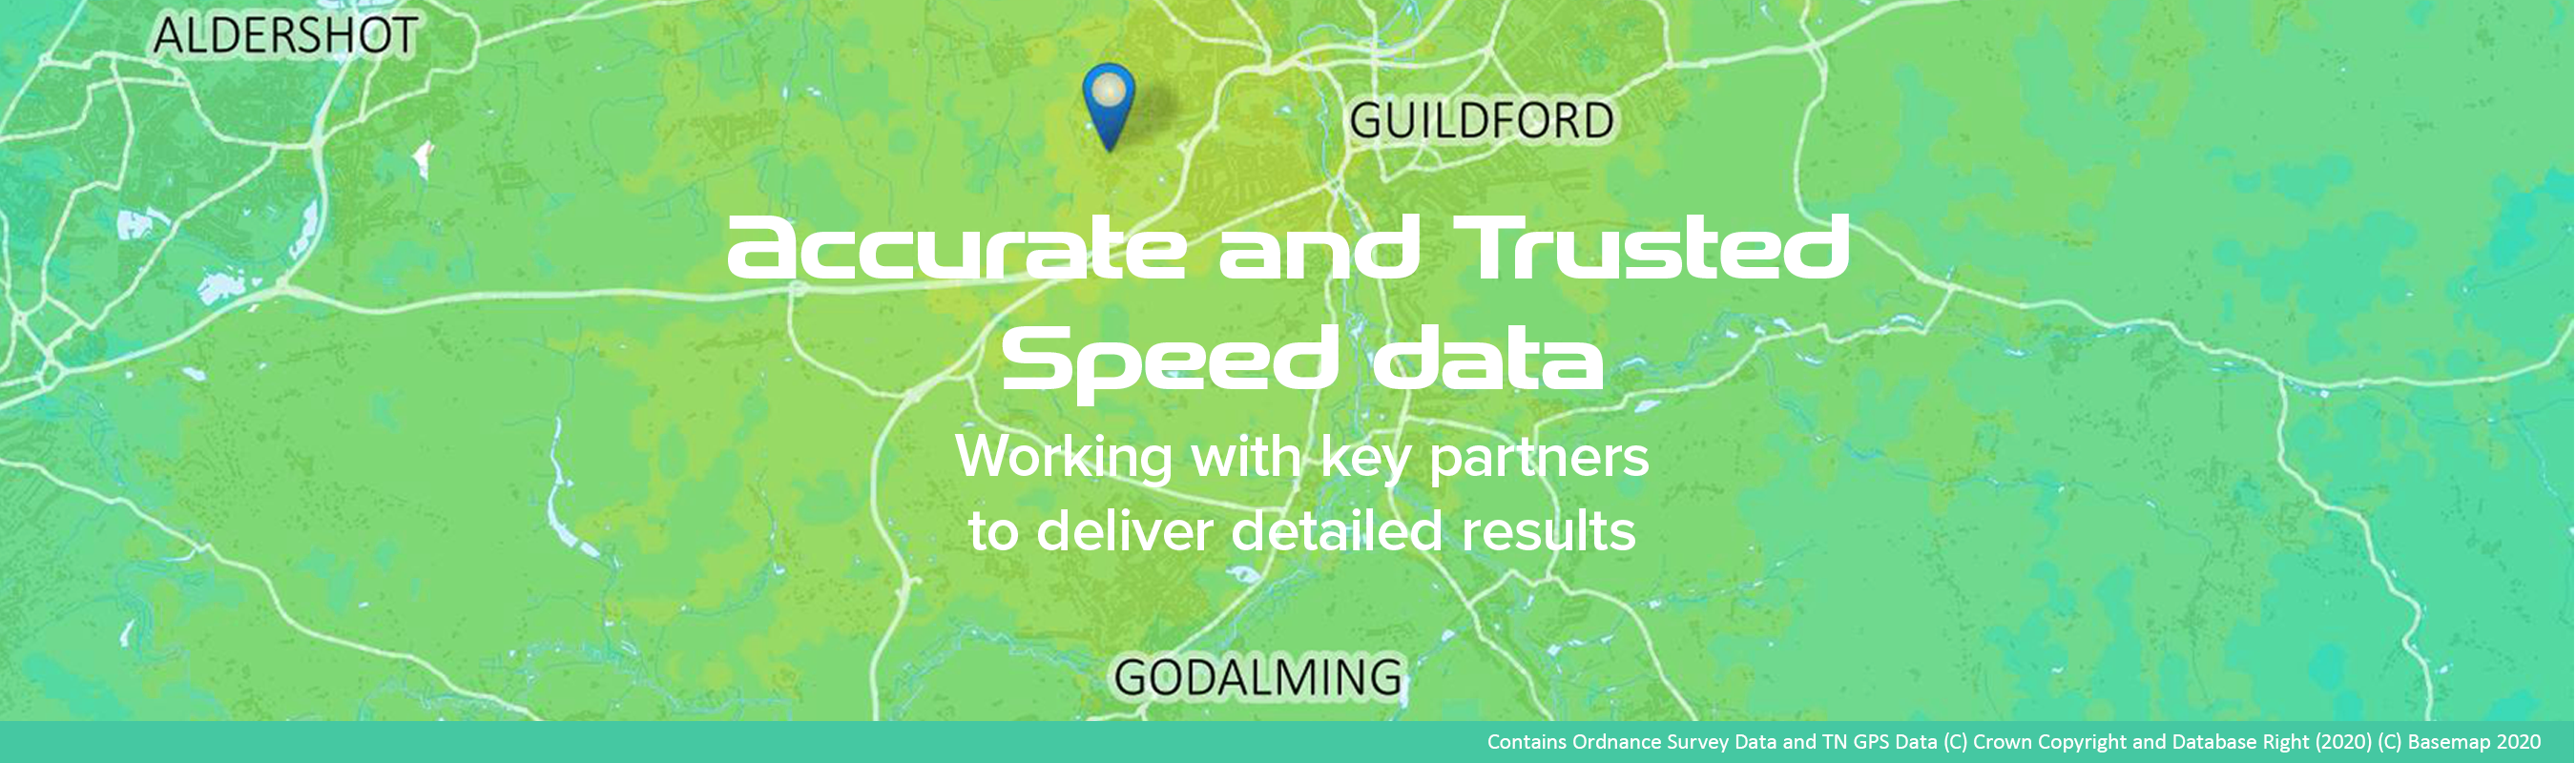 ALDERSHOT
GUILDFORD
Accurate and Trusted
Speed data
Working with key partners
to deliver detailed results
GODALMING
Contains Ordnance Survey Data and TN GPS Data (C) Crown Copyright and Database Right (2020) (C) Basemap 2020